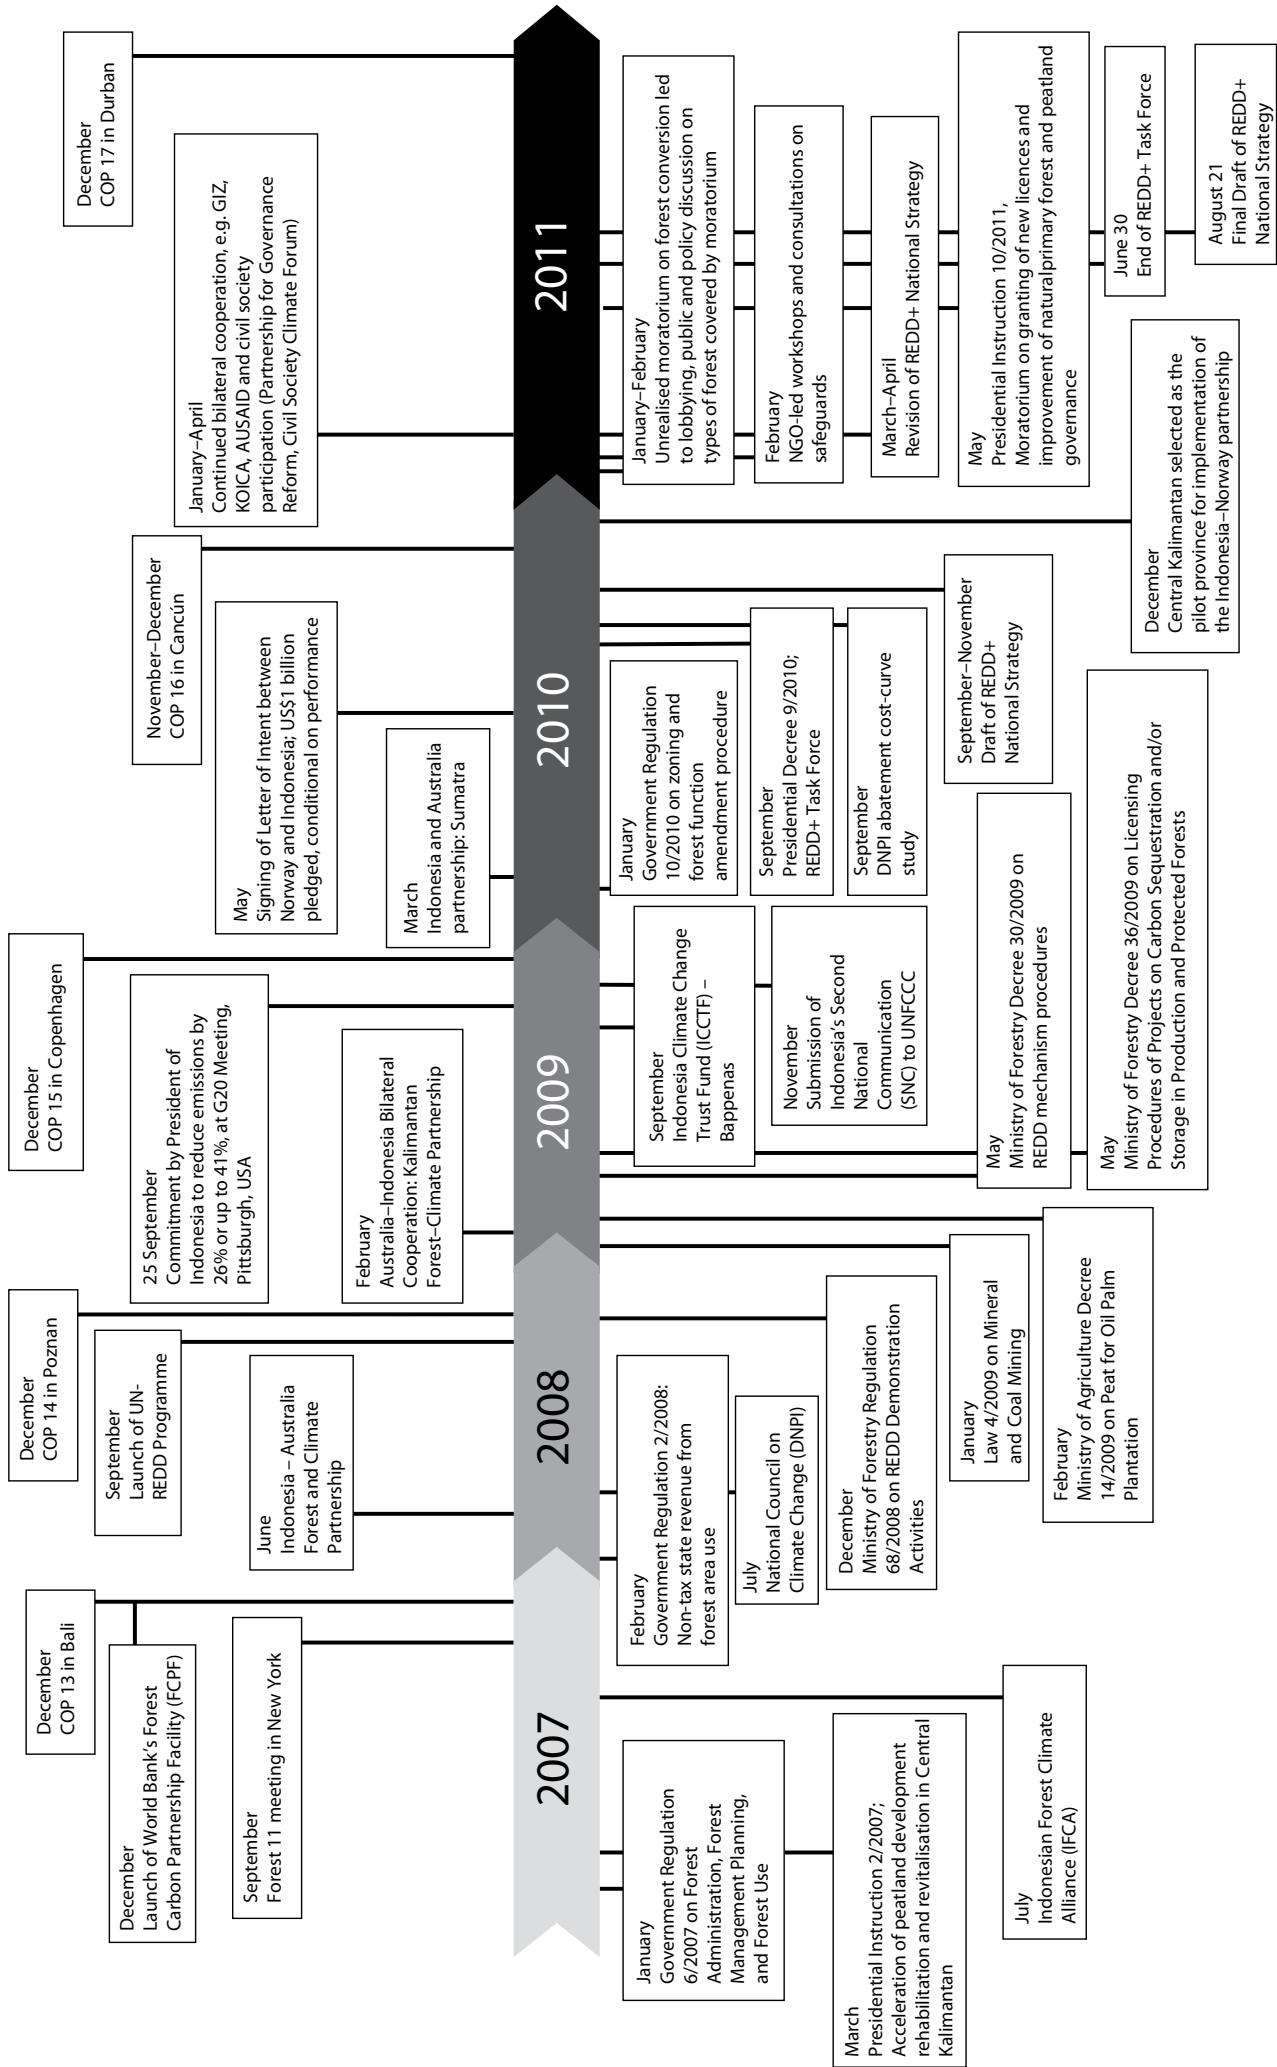 December
COP 13 in Bali
December
Launch of World Bank's Forest
Carbon Partnership Facility (FCPF)
September
Forest 11 meeting in New York
December
COP 14 in Poznan
September
Launch of UN-
REDD Programme
June
Indonesia – Australia
Forest and Climate
Partnership
December
COP 15 in Copenhagen
25 September
Commitment by President of
Indonesia to reduce emissions by
26% or up to 41%, at G20 Meeting,
Pittsburgh, USA
February
Australia–Indonesia Bilateral
Cooperation: Kalimantan
Forest–Climate Partnership
November–December
COP 16 in Cancún
May
Signing of Letter of Intent between
Norway and Indonesia; US$1 billion
pledged, conditional on performance
March
Indonesia and Australia
partnership: Sumatra
December
COP 17 in Durban
January–April
Continued bilateral cooperation, e.g. GIZ,
KOICA, AUSAID and civil society
participation (Partnership for Governance
Reform, Civil Society Climate Forum)
2007
2008
2009
2010
2011
January
Government Regulation
6/2007 on Forest
Administration, Forest
Management Planning,
and Forest Use
March
Presidential Instruction 2/2007;
Acceleration of peatland development
rehabilitation and revitalisation in Central
Kalimantan
July
Indonesian Forest Climate
Alliance (IFCA)
February
Government Regulation 2/2008:
Non-tax state revenue from
forest area use
July
National Council on
Climate Change (DNPI)
December
Ministry of Forestry Regulation
68/2008 on REDD Demonstration
Activities
January
Law 4/2009 on Mineral
and Coal Mining
February
Ministry of Agriculture Decree
14/2009 on Peat for Oil Palm
Plantation
September
Indonesia Climate Change
Trust Fund (ICCTF) –
Bappenas
November
Submission of
Indonesia's Second
National
Communication
(SNC) to UNFCCC
May
Ministry of Forestry Decree 30/2009 on
REDD mechanism procedures
May
Ministry of Forestry Decree 36/2009 on Licensing
Procedures of Projects on Carbon Sequestration and/or
Storage in Production and Protected Forests
January
Government Regulation
10/2010 on zoning and
forest function
amendment procedure
September
Presidential Decree 9/2010;
REDD+ Task Force
September
DNPI abatement cost-curve
study
September–November
Draft of REDD+
National Strategy
December
Central Kalimantan selected as the
pilot province for implementation of
the Indonesia–Norway partnership
January–February
Unrealised moratorium on forest conversion led
to lobbying, public and policy discussion on
types of forest covered by moratorium
February
NGO-led workshops and consultations on
safeguards
March–April
Revision of REDD+ National Strategy
May
Presidential Instruction 10/2011,
Moratorium on granting of new licences and
improvement of naturalprimary forest and peatland
governance
June 30
End of REDD+ Task Force
August 21
Final Draft of REDD+
National Strategy